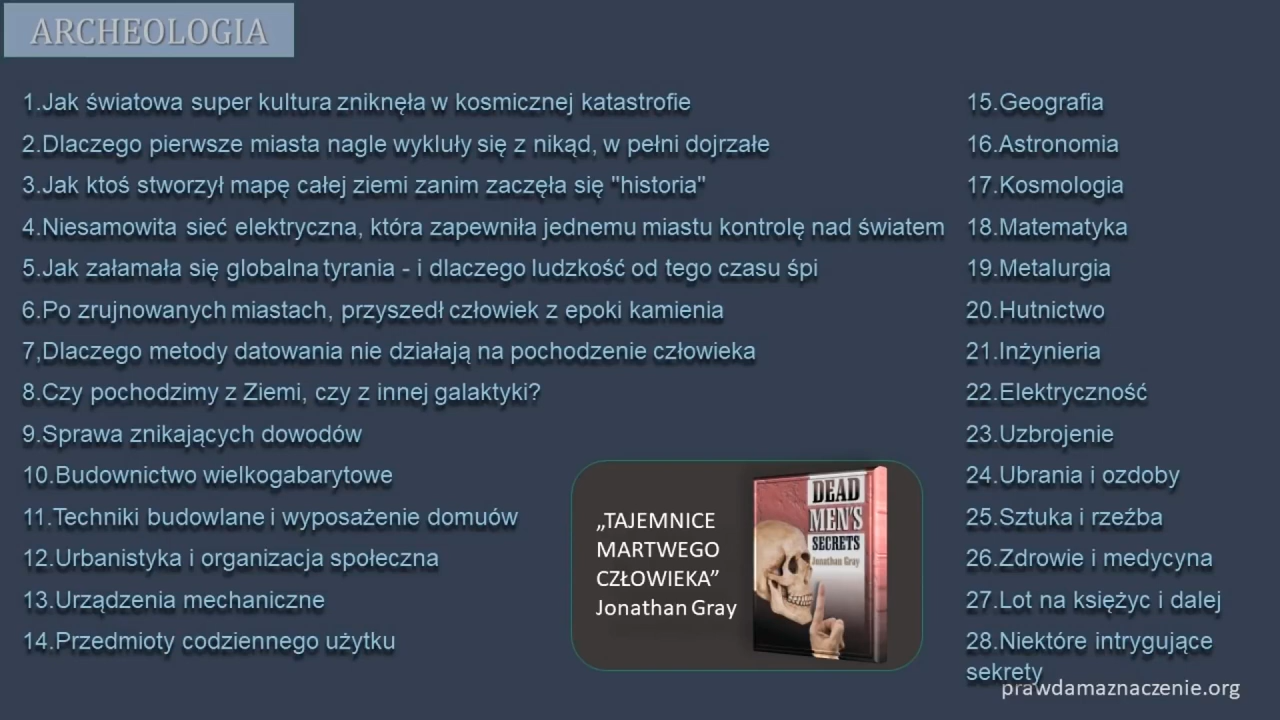 ARCHEOLOGIA
1.Jak światowa super kultura zniknęła w kosmicznej katastrofie
2.Dlaczego pierwsze miasta nagle wykluły się z nikąd, w pełni dojrzałe
3.Jak ktoś stworzył mapę całej ziemi zanim zaczęła się "historia"
4.Niesamowita sieć elektryczna, która zapewniła jednemu miastu kontrolę nad światem
5.Jak załamała się globalna tyrania - i dlaczego ludzkość od tego czasu śpi
6.Po zrujnowanych miastach, przyszedł człowiek z epoki kamienia
7,Dlaczego metody datowania nie działają na pochodzenie człowieka
8.Czy pochodzimy z Ziemi, czy z innej galaktyki?
9.Sprawa znikających dowodów
10.Budownictwo wielkogabarytowe
11.Techniki budowlane i wyposażenie domuów
12.Urbanistyka i organizacja społeczna
13.Urządzenia mechaniczne
14.Przedmioty codziennego użytku
„TAJEMNICE
MARTWEGO
CZŁOWIEKA”
Jonathan Gray
DEAD
MEN'S
SECRETS
Jonathan Gray
15.Geografia
16.Astronomia
17.Kosmologia
18.Matematyka
19.Metalurgia
20.Hutnictwo
21.Inżynieria
22.Elektryczność
23.Uzbrojenie
24.Ubrania i ozdoby
25.Sztuka i rzeźba
26.Zdrowie i medycyna
27.Lot na księżyc i dalej
28.Niektóre intrygujące
sekrety
prawdamaznaczenie.org